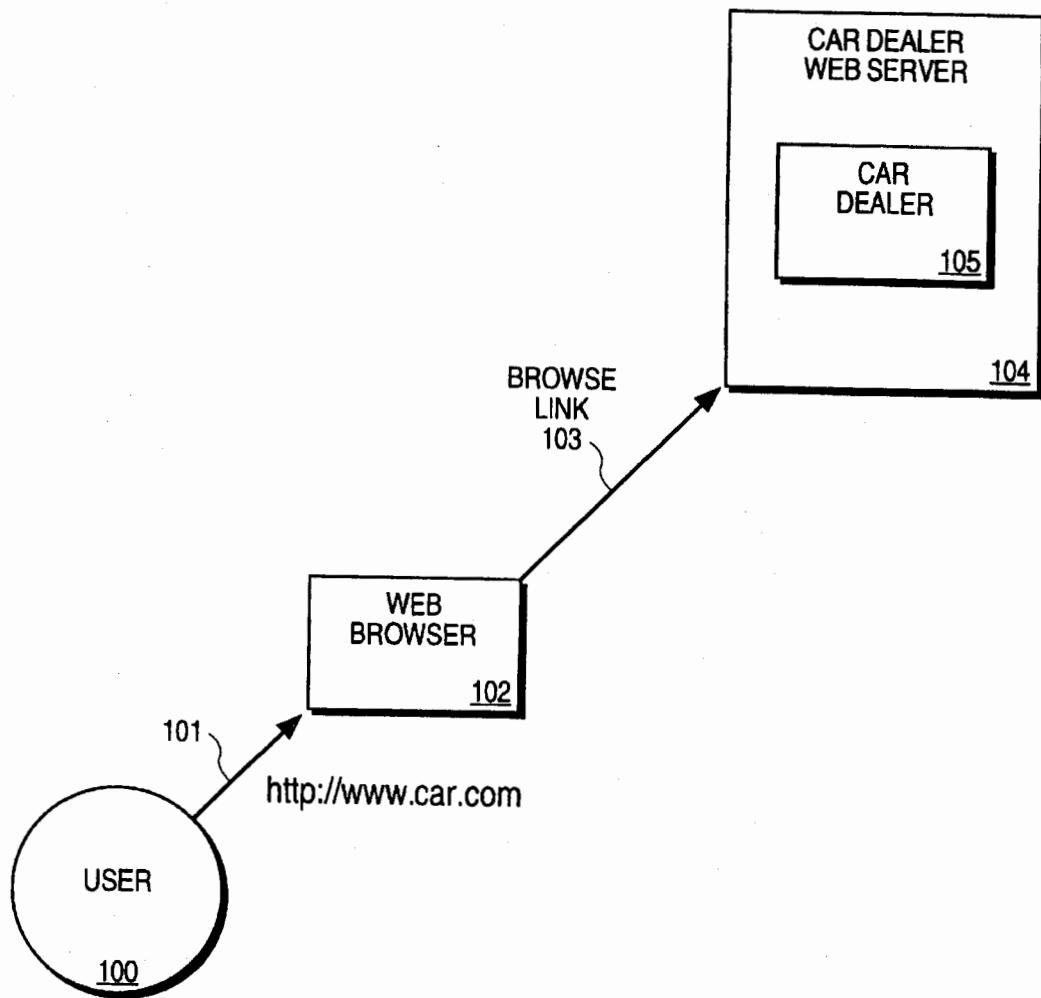 CAR DEALER
WEB SERVER
CAR
DEALER
105
104
BROWSE
LINK
103
WEB
BROWSER
102
101
http://www.car.com
USER
100